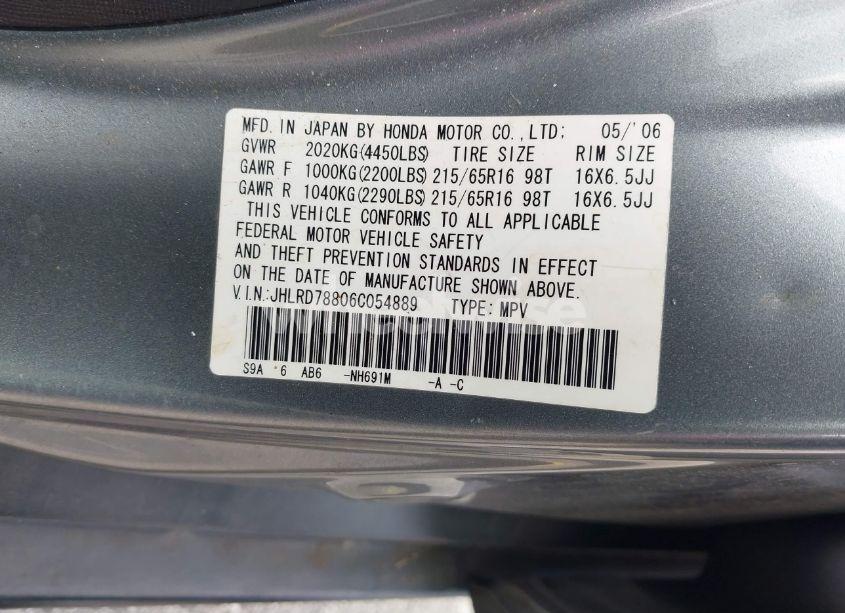 MFD. IN JAPAN BY HONDA MOTOR CO.,LTD: 05/'06
GVWR 2020KG(4450LBS) TIRE SIZE RIM SIZE
GAWR F 1000KG(2200LBS) 215/65R16 98T 16X6.5JJ
GAWR R 1040KG(2290LBS) 215/65R16 98T 16X6.5JJ
THIS VEHICLE CONFORMS TO ALL APPLICABLE
FEDERAL MOTOR VEHICLE SAFETY
AND THEFT PREVENTION STANDARDS IN EFFECT
ON THE DATE OF MANUFACTURE SHOWN ABOVE.
V.I.N.:JHLRD78806C054889 TYPE: MPV
S9A 6 AB6 -NH691M -A -C